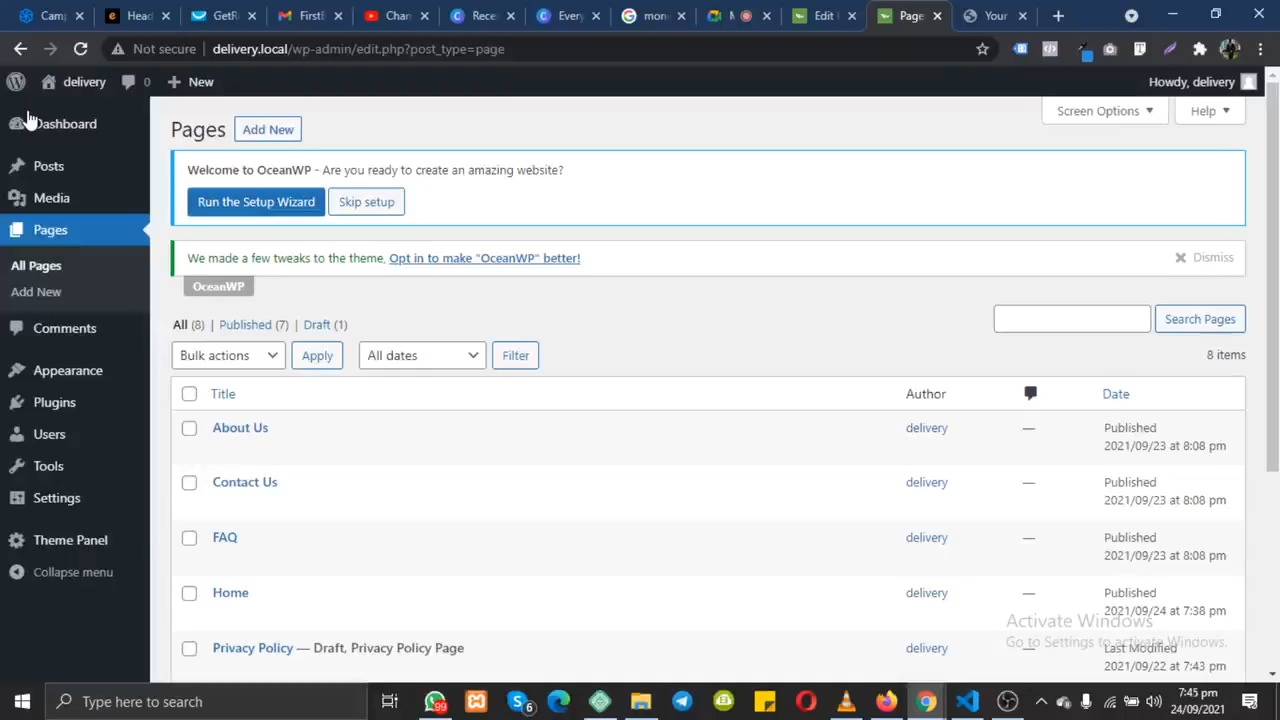 Camp
Head
GetR
FirstE
Chan
Rece
Every
mon
M
Edit
Page
Your
Not secure
delivery.local/wp-admin/edit.php?post_type=page
delivery
0
New
Howdy, delivery
Dashboard
Posts
Media
Pages
All Pages
Add New
Comments
Appearance
Plugins
Users
Tools
Settings
Theme Panel
Collapse menu
Screen Options
Help
Pages
Add New
Welcome to OceanWP - Are you ready to create an amazing website?
Run the Setup Wizard
Skip setup
We made a few tweaks to the theme, Opt in to make "OceanWP" better!
Dismiss
OceanWP
All (8) | Published (7) | Draft (1)
Search Pages
Bulk actions
Apply
All dates
Filter
8 items
Title
Author
Date
About Us
delivery
—
Published
2021/09/23 at 8:08 pm
Contact Us
delivery
—
Published
2021/09/23 at 8:08 pm
FAQ
delivery
—
Published
2021/09/23 at 8:08 pm
Home
delivery
—
Published
2021/09/24 at 7:38 pm
Privacy Policy — Draft, Privacy Policy Page
delivery
—
Last Modified
2021/09/22 at 7:43 pm
Activate Windows
Go to Settings to activate Windows.
Type here to search
99
6
7:45 pm
24/09/2021